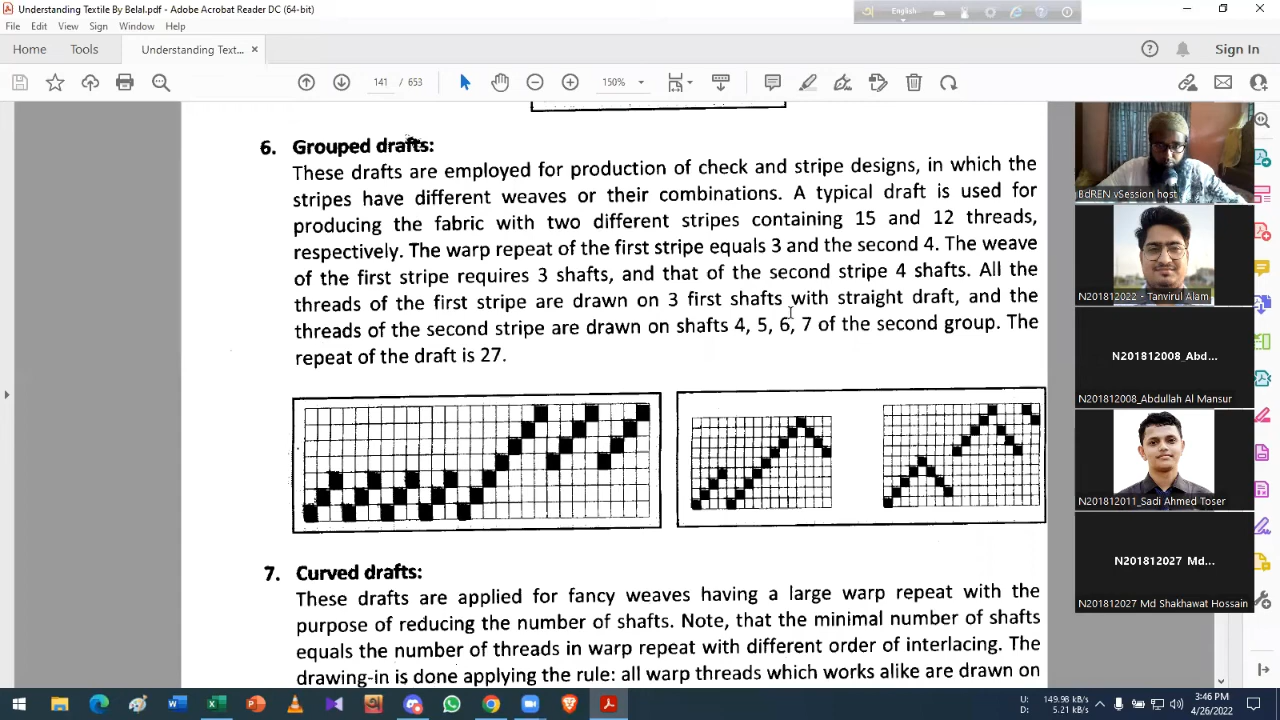 Understanding Textile By Belal.pdf - Adobe Acrobat Reader DC (64-bit)
English
File Edit View Sign Window Help
Home Tools Understanding Text... × Sign In
141 / 653 150%
6. Grouped drafts:
These drafts are employed for production of check and stripe designs, in which the
stripes have different weaves or their combinations. A typical draft is used for
producing the fabric with two different stripes containing 15 and 12 threads,
respectively. The warp repeat of the first stripe equals 3 and the second 4. The weave
of the first stripe requires 3 shafts, and that of the second stripe 4 shafts. All the
threads of the first stripe are drawn on 3 first shafts with straight draft, and the
threads of the second stripe are drawn on shafts 4, 5, 6, 7 of the second group. The
repeat of the draft is 27.
7. Curved drafts:
These drafts are applied for fancy weaves having a large warp repeat with the
purpose of reducing the number of shafts. Note, that the minimal number of shafts
equals the number of threads in warp repeat with different order of interlacing. The
drawing-in is done applying the rule: all warp threads which works alike are drawn on
BdREN vSession host
N201812022 - Tanvirul Alam
N201812008_Abd...
N201812008_Abdullah Al Mansur
N201812011_Sadi Ahmed Toser
N201812027 Md...
N201812027 Md Shakhawat Hossain
U: 149.98 kB/s
D: 5.21 kB/s
3:46 PM
4/26/2022